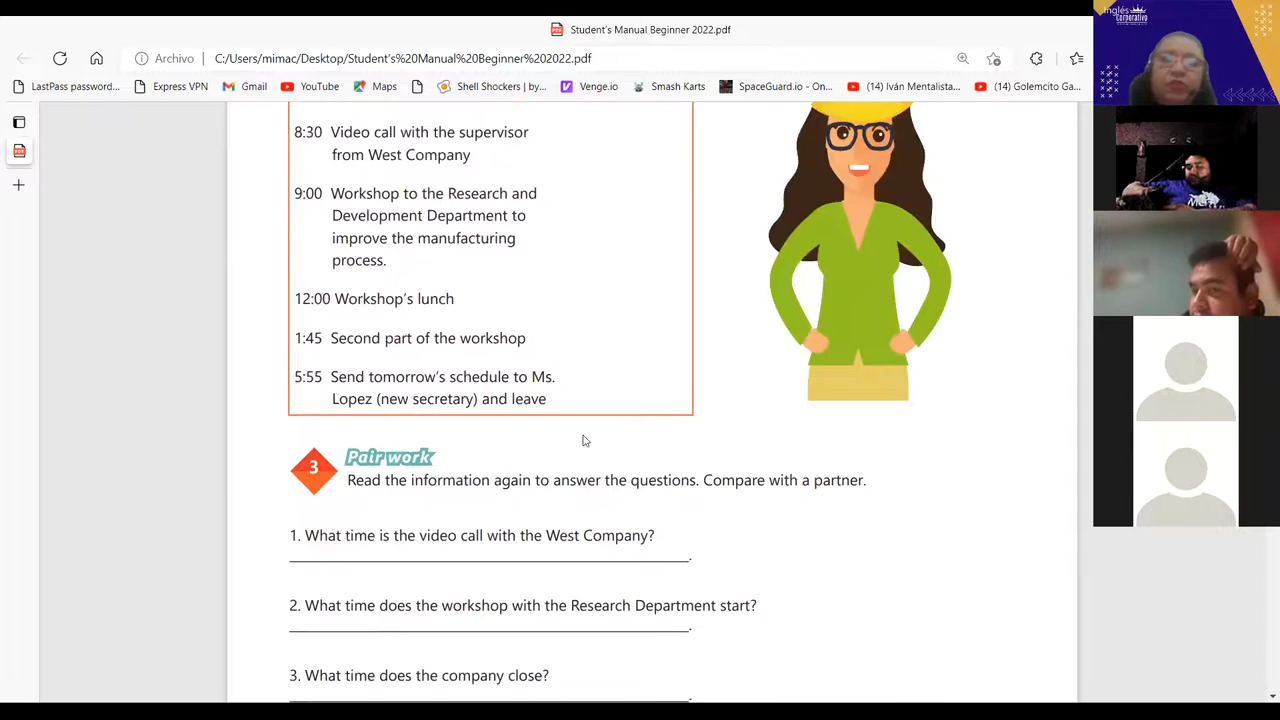 Student's Manual Beginner 2022.pdf
Archivo
C:/Users/mimac/Desktop/Student's%20Manual%20Beginner%202022.pdf
LastPass password...
Express VPN
Gmail
YouTube
Maps
Shell Shockers | by...
Venge.io
Smash Karts
SpaceGuard.io - On...
(14) Iván Mentalista...
(14) Golemcito Ga...
Inglés
Corporativo
8:30 Video call with the supervisor
from West Company
9:00 Workshop to the Research and
Development Department to
improve the manufacturing
process.
12:00 Workshop's lunch
1:45 Second part of the workshop
5:55 Send tomorrow's schedule to Ms.
Lopez (new secretary) and leave
3
Pair work
Read the information again to answer the questions. Compare with a partner.
1. What time is the video call with the West Company?
2. What time does the workshop with the Research Department start?
3. What time does the company close?